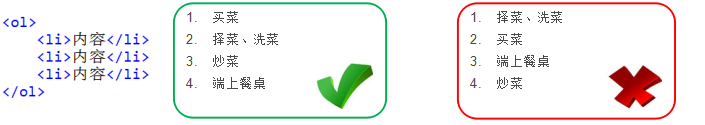 <ol>
<li>内容</li>
<li>内容</li>
<li>内容</li>
</ol>
1. 买菜
2. 择菜、洗菜
3. 炒菜
4. 端上餐桌
1. 择菜、洗菜
2. 买菜
3. 端上餐桌
4. 炒菜